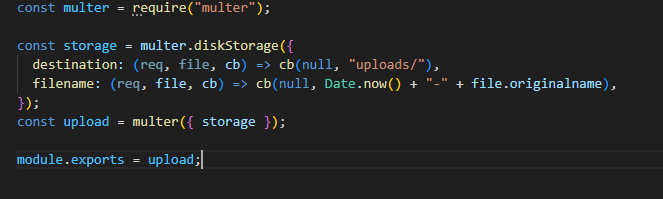 const multer = require("multer");
const storage = multer.diskStorage({
  destination: (req, file, cb) => cb(null, "uploads/"),
  filename: (req, file, cb) => cb(null, Date.now() + "-" + file.originalname),
});
const upload = multer({ storage });
module.exports = upload;